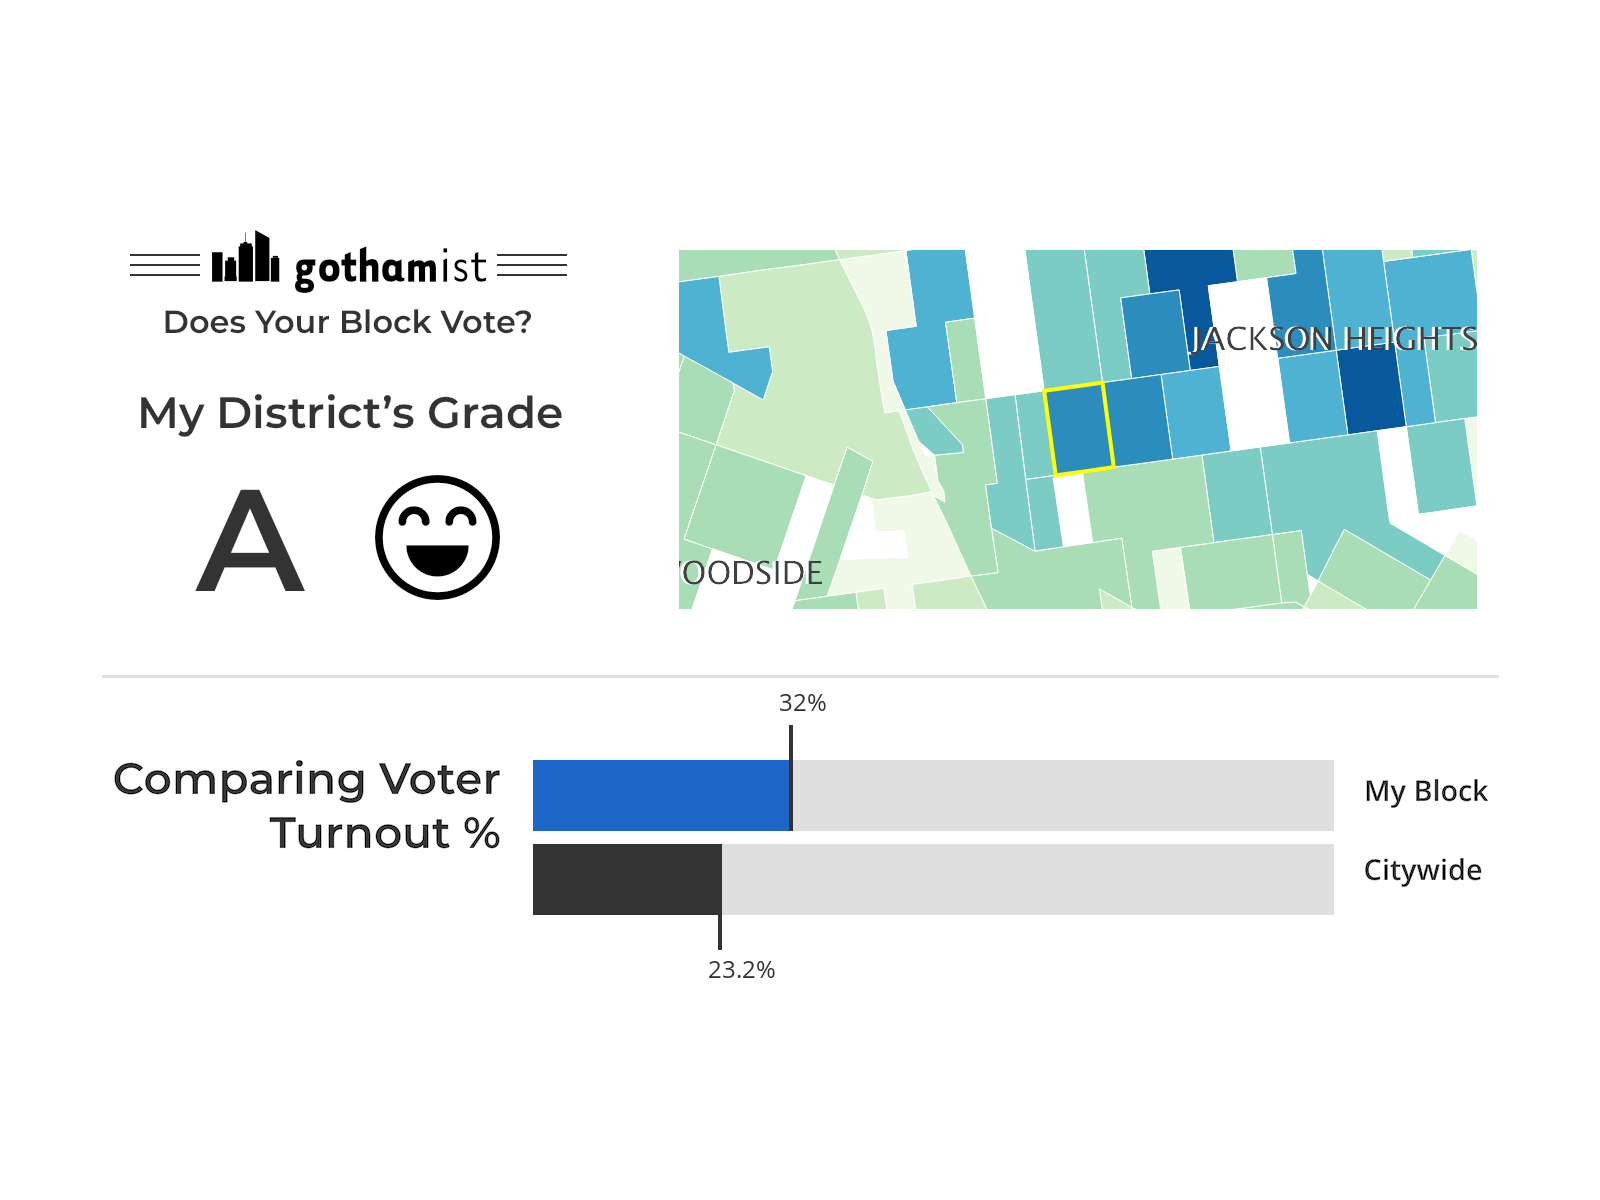 gothamist
Does Your Block Vote?
My District’s Grade
A
JACKSON HEIGHTS
OODSIDE
32%
Comparing Voter
Turnout %
My Block
Citywide
23.2%